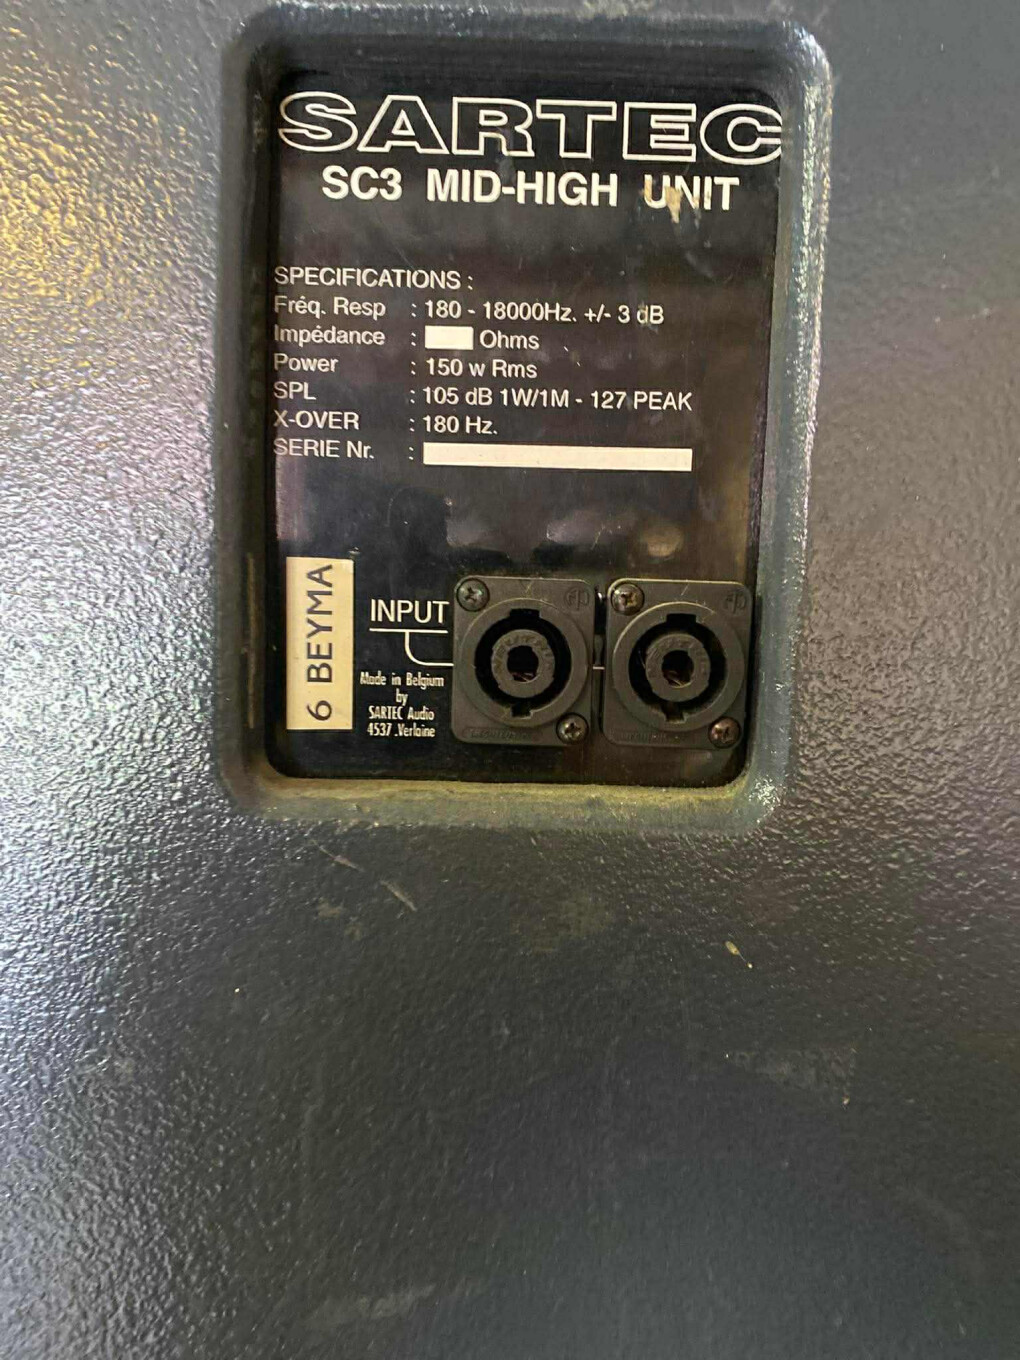 SARTEC
SC3 MID-HIGH UNIT
SPECIFICATIONS :
Fréq. Resp : 180 - 18000Hz. +/- 3 dB
Impédance : Ohms
Power : 150 w Rms
SPL : 105 dB 1W/1M - 127 PEAK
X-OVER : 180 Hz.
SERIE Nr. :
6 BEYMA
INPUT
Made in Belgium
by
SARTEC Audio
4537 .Verlaine